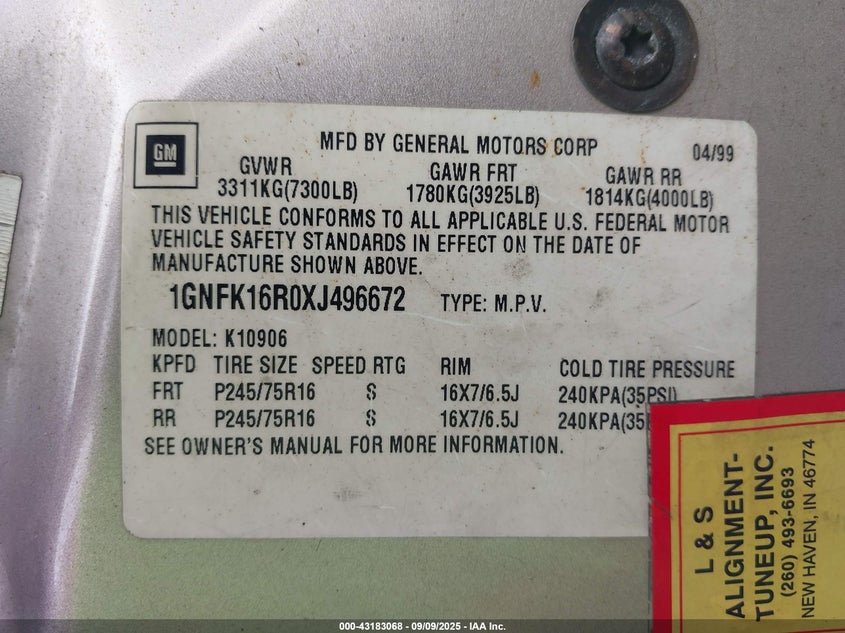 GM
MFD BY GENERAL MOTORS CORP 04/99
GVWR GAWR FRT GAWR RR
3311KG(7300LB) 1780KG(3925LB) 1814KG(4000LB)
THIS VEHICLE CONFORMS TO ALL APPLICABLE U.S. FEDERAL MOTOR
VEHICLE SAFETY STANDARDS IN EFFECT ON THE DATE OF
MANUFACTURE SHOWN ABOVE.
1GNFK16R0XJ496672 TYPE: M.P.V.
MODEL: K10906
KPFD TIRE SIZE SPEED RTG RIM COLD TIRE PRESSURE
FRT P245/75R16 S 16X7/6.5J 240KPA(35PSI)
RR P245/75R16 S 16X7/6.5J 240KPA(35
SEE OWNER'S MANUAL FOR MORE INFORMATION.
L & S
ALIGNMENT-
TUNEUP, INC.
(260) 493-6693
NEW HAVEN, IN 46774
000-43183068 - 09/09/2025 - IAA Inc.